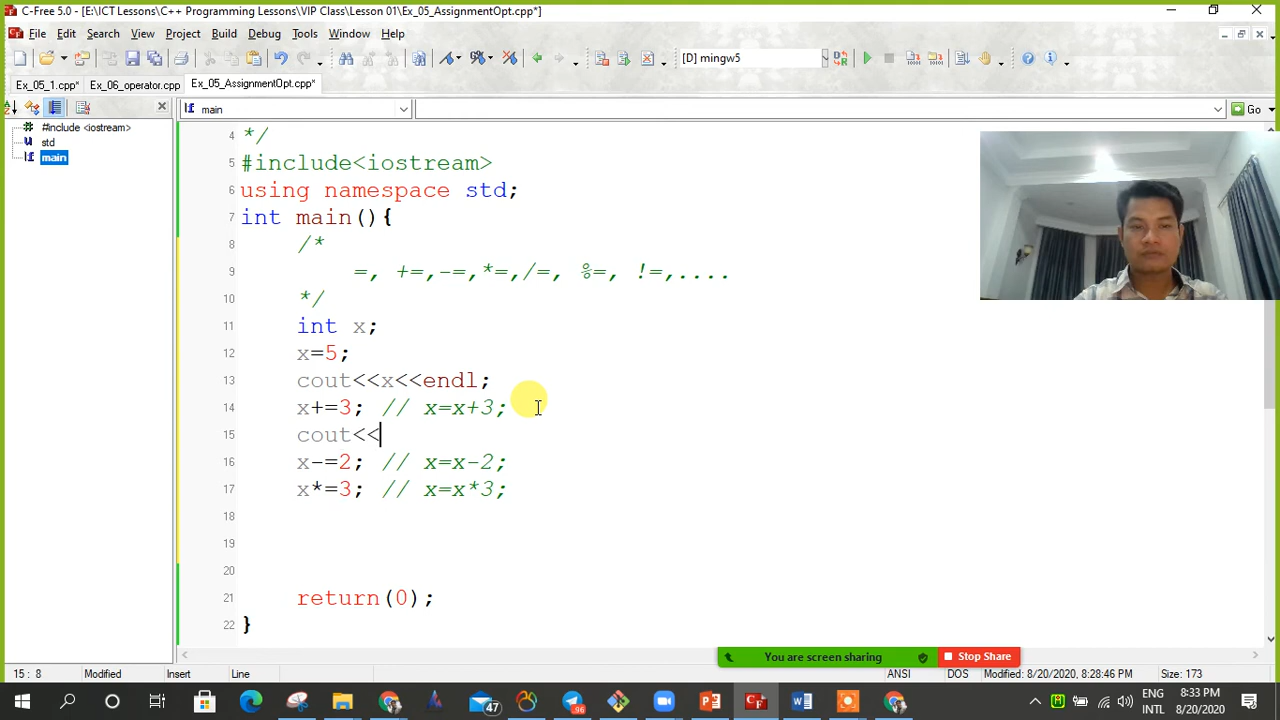 C-Free 5.0 - [E:\ICT Lessons\C++ Programming Lessons\VIP Class\Lesson 01\Ex_05_AssignmentOpt.cpp*]
File Edit Search View Project Build Debug Tools Window Help
[D] mingw5
Ex_05_1.cpp* Ex_06_operator.cpp Ex_05_AssignmentOpt.cpp*
main
Go
#include <iostream>
std
main
4 */
5 #include<iostream>
6 using namespace std;
7 int main(){
8 /*
9 =, +=,-=,*=,/=, %=, !=,....
10 */
11 int x;
12 x=5;
13 cout<<x<<endl;
14 x+=3; // x=x+3;
15 cout<<
16 x-=2; // x=x-2;
17 x*=3; // x=x*3;
18
19
20
21 return(0);
22 }
You are screen sharing Stop Share
15 : 8 Modified Insert Line ANSI DOS Modified: 8/20/2020, 8:28:46 PM Size: 173
96
47
ENG
INTL
8:33 PM
8/20/2020